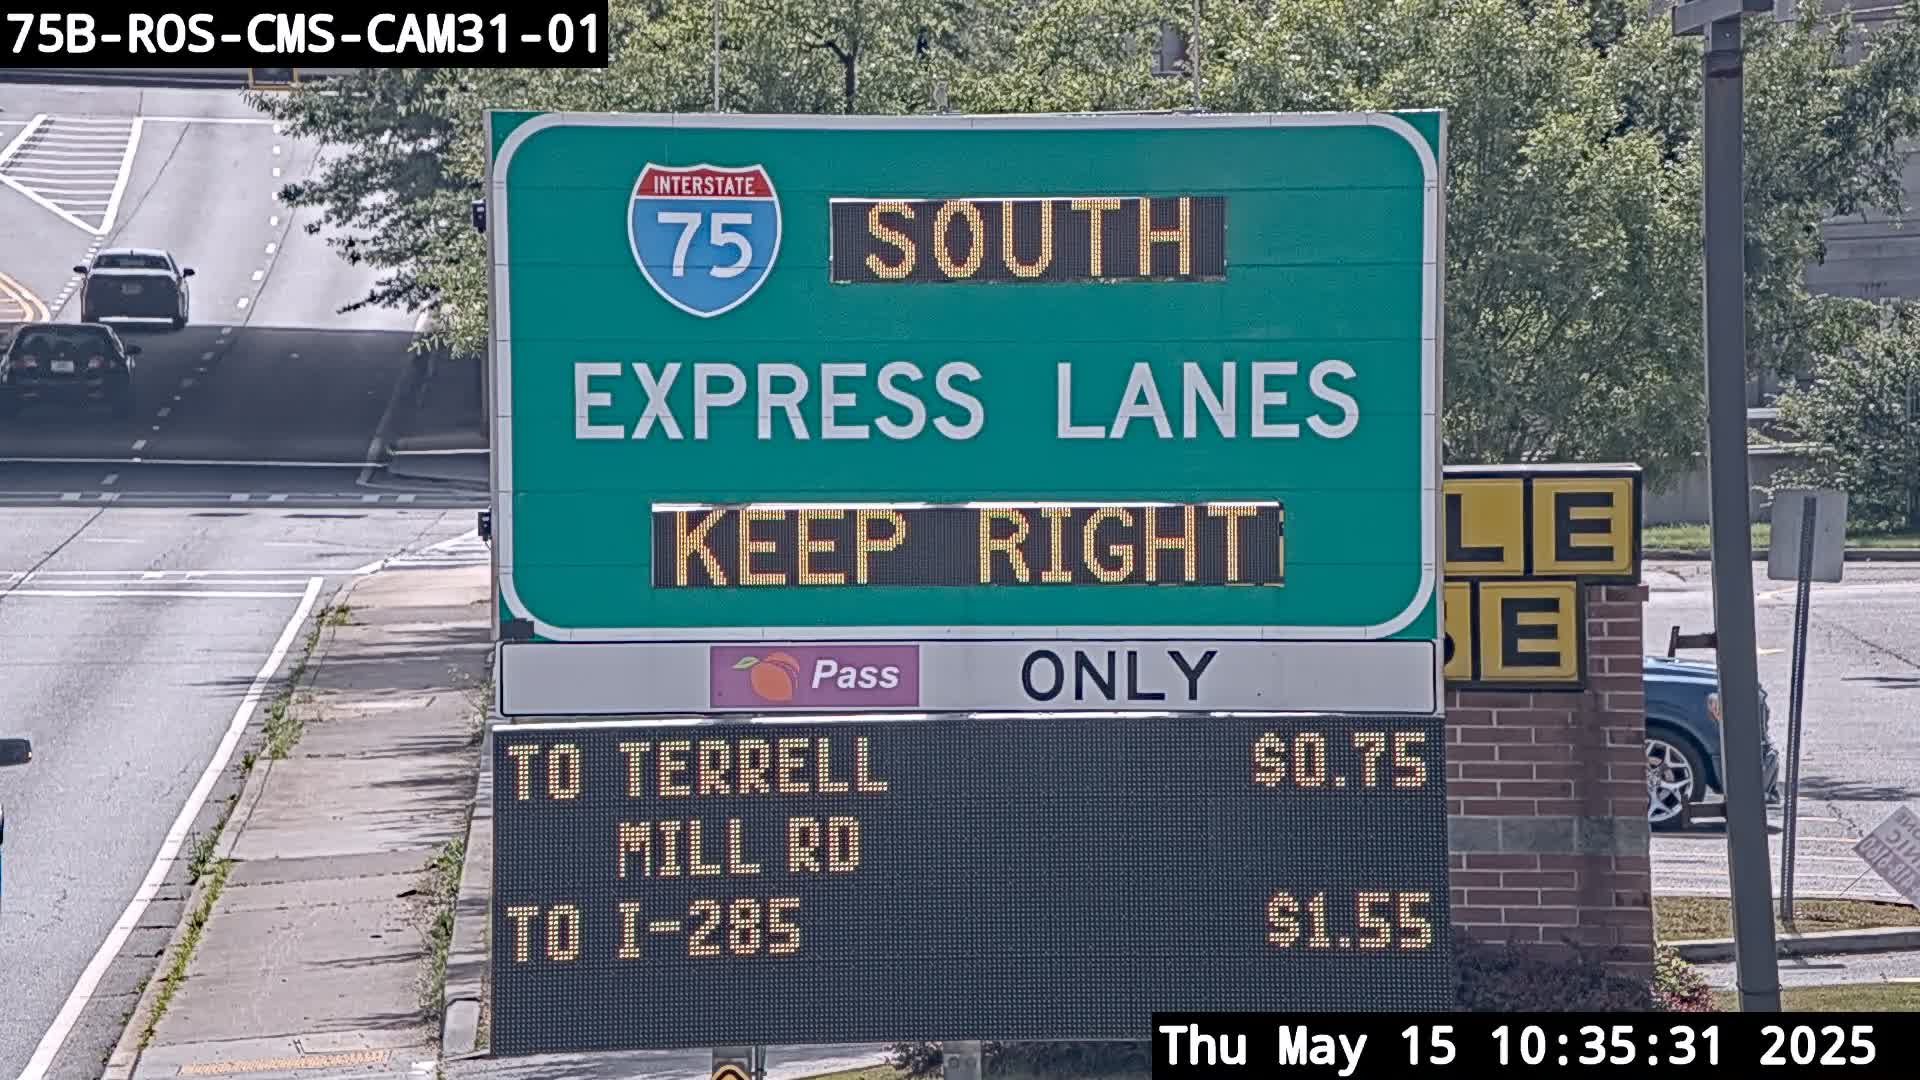 75B-ROS-CMS-CAM31-01
INTERSTATE
75
SOUTH
EXPRESS LANES
KEEP RIGHT
Pass ONLY
LE
E
TO TERRELL $0.75
MILL RD
TO I-285 $1.55
Thu May 15 10:35:31 2025